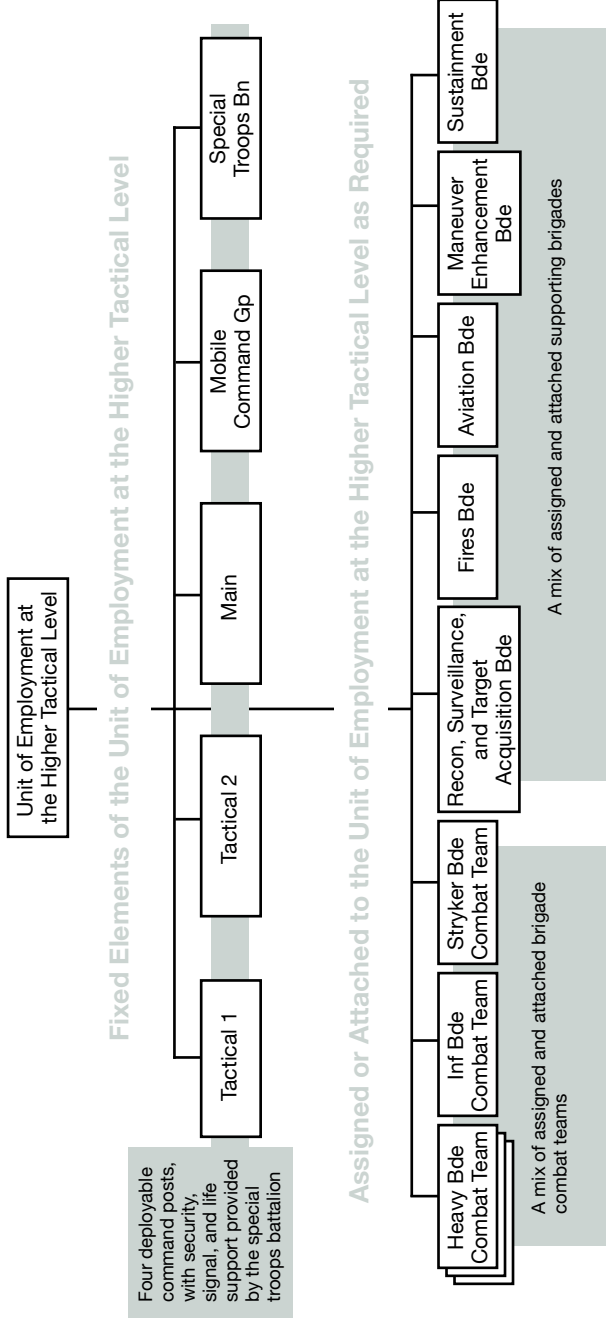 Unit of Employment at
the Higher Tactical Level
Fixed Elements of the Unit of Employment at the Higher Tactical Level
Four deployable
command posts,
with security,
signal, and life
support provided
by the special
troops battalion
Tactical 1
Tactical 2
Main
Mobile
Command Gp
Special
Troops Bn
Assigned or Attached to the Unit of Employment at the Higher Tactical Level as Required
Heavy Bde
Combat Team
Inf Bde
Combat Team
Stryker Bde
Combat Team
Recon, Surveillance,
and Target
Acquisition Bde
Fires Bde
Aviation Bde
Maneuver
Enhancement
Bde
Sustainment
Bde
A mix of assigned and attached brigade
combat teams
A mix of assigned and attached supporting brigades